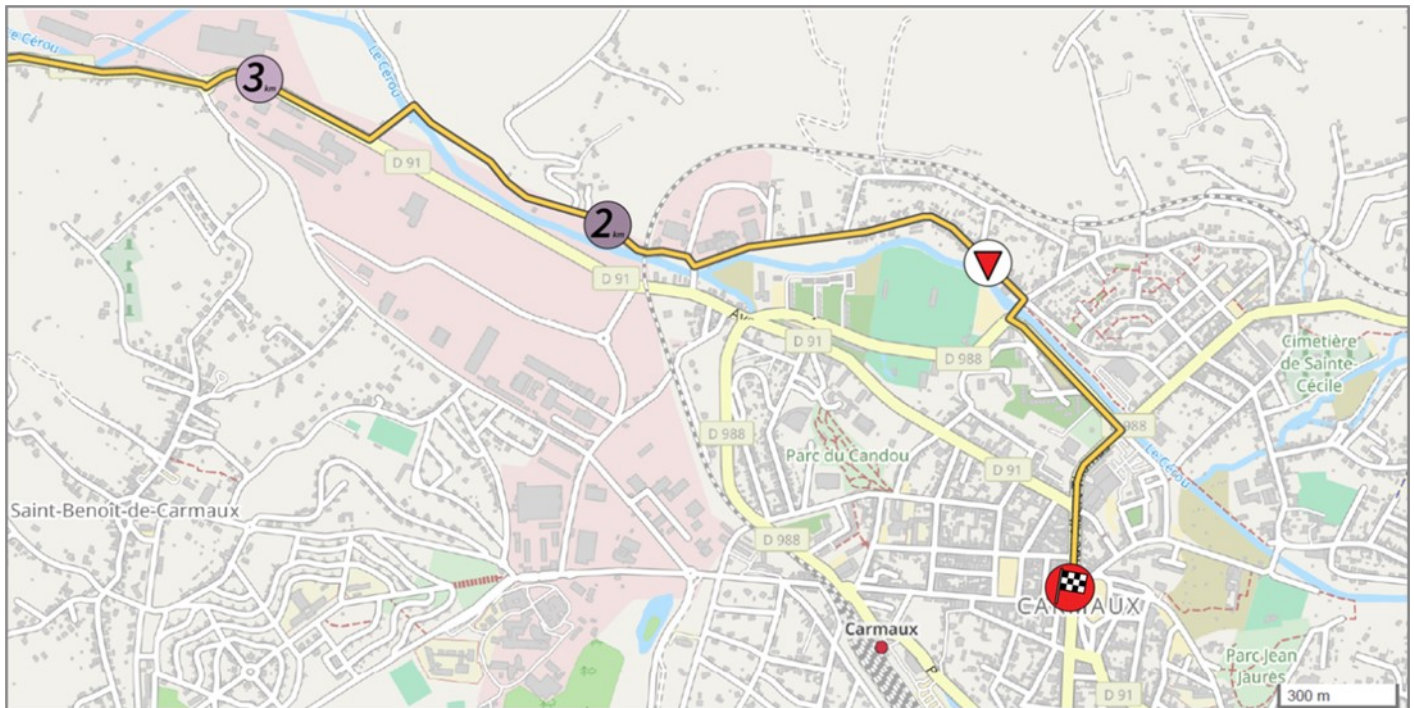 Le Cérou
e Cérou
3
km
D 91
2
km
D 91
D 91
D 988
Cimetière
de Sainte-
Cécile
988
D 988
Parc du Candou
D 91
Le Cérou
Saint-Benoît-de-Carmaux
D 988
CARMAUX
Carmaux
P
Parc Jean
Jaurès
D 91
300 m